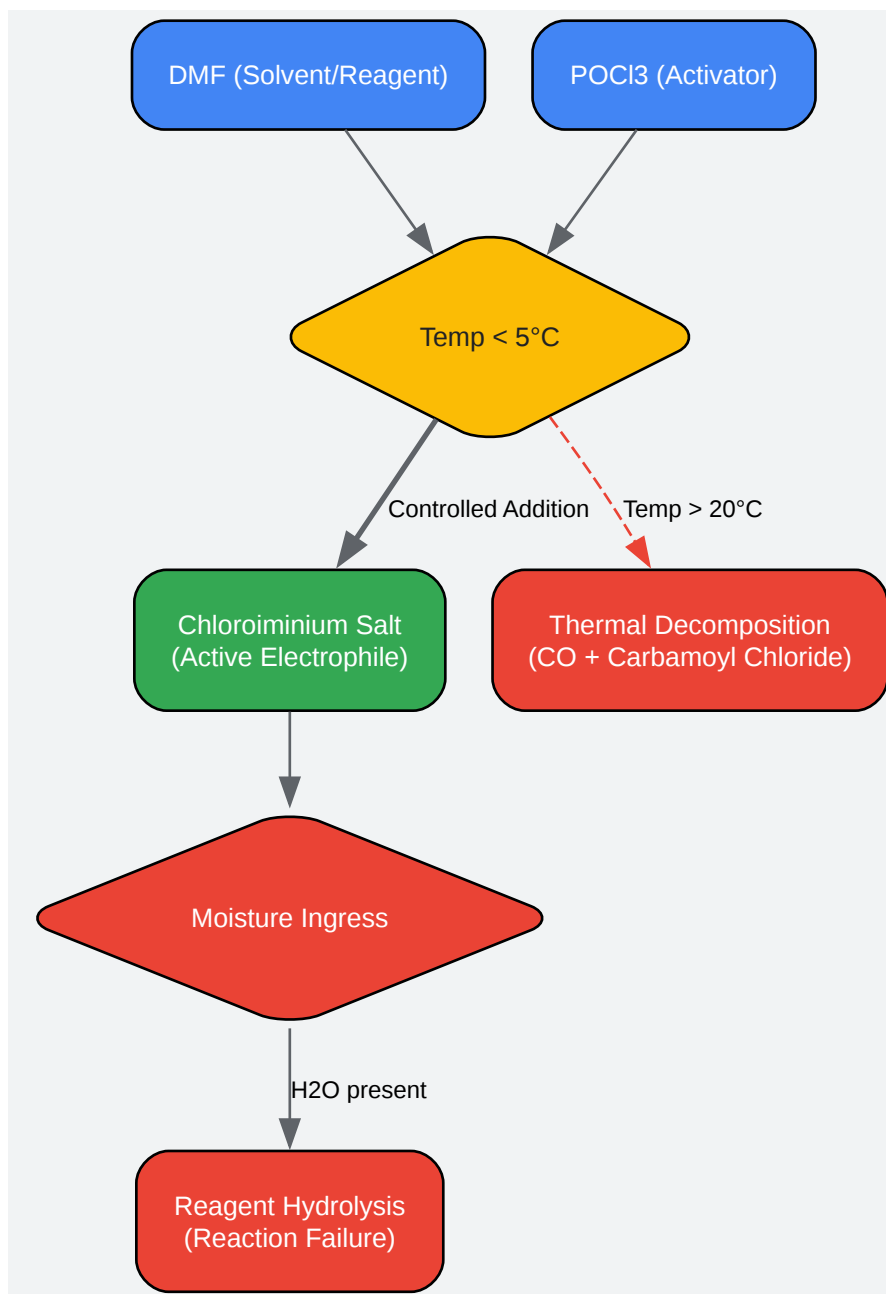 DMF (Solvent/Reagent)
POCl3 (Activator)
Temp < 5°C
Controlled Addition
Temp > 20°C
Chloroiminium Salt
(Active Electrophile)
Thermal Decomposition
(CO + Carbamoyl Chloride)
Moisture Ingress
H2O present
Reagent Hydrolysis
(Reaction Failure)